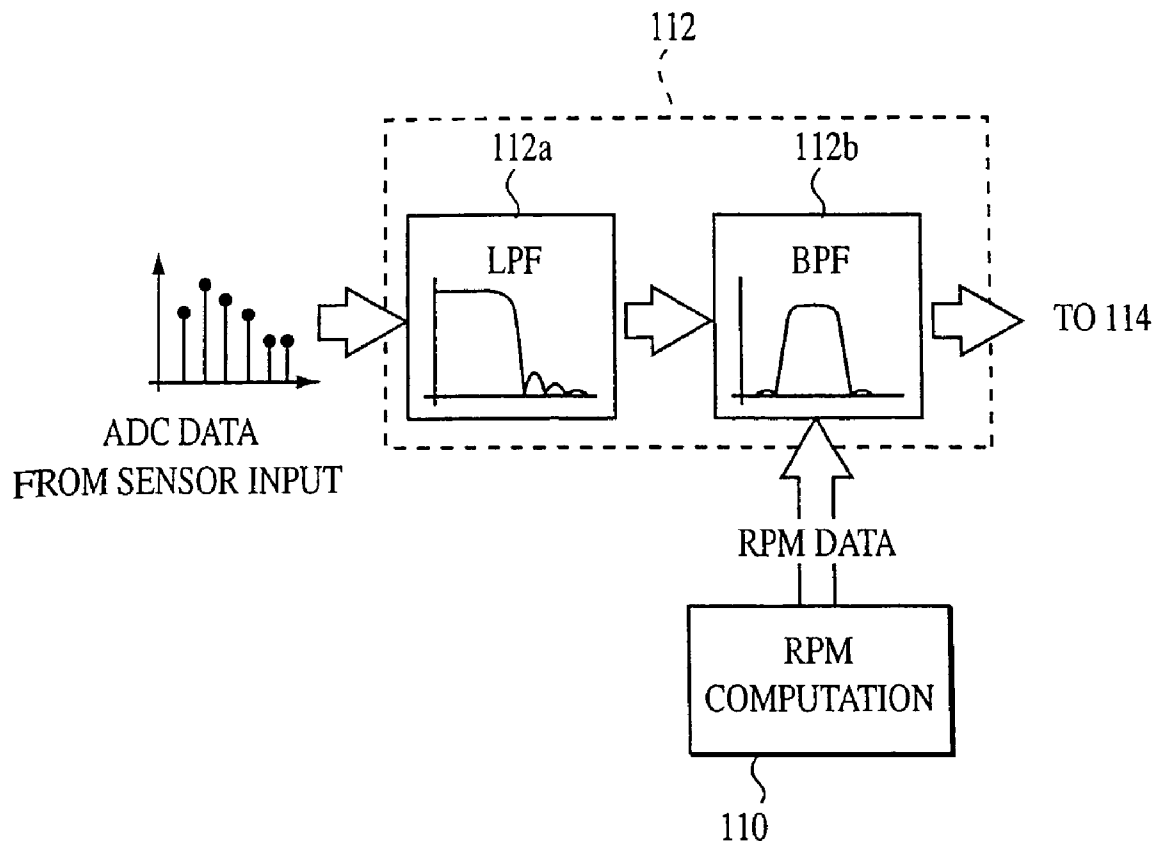 112
112a
112b
LPF
BPF
TO 114
ADC DATA
FROM SENSOR INPUT
RPM DATA
RPM
COMPUTATION
110